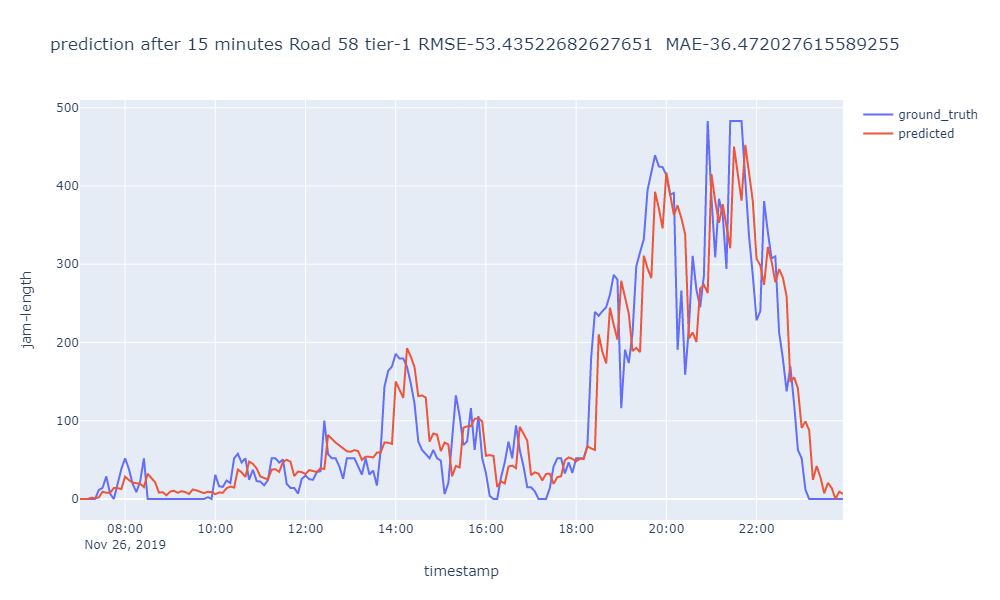 prediction after 15 minutes Road 58 tier-1 RMSE-53.43522682627651  MAE-36.472027615589255
ground_truth
predicted
jam-length
500
400
300
200
100
0
08:00 10:00 12:00 14:00 16:00 18:00 20:00 22:00
Nov 26, 2019
timestamp